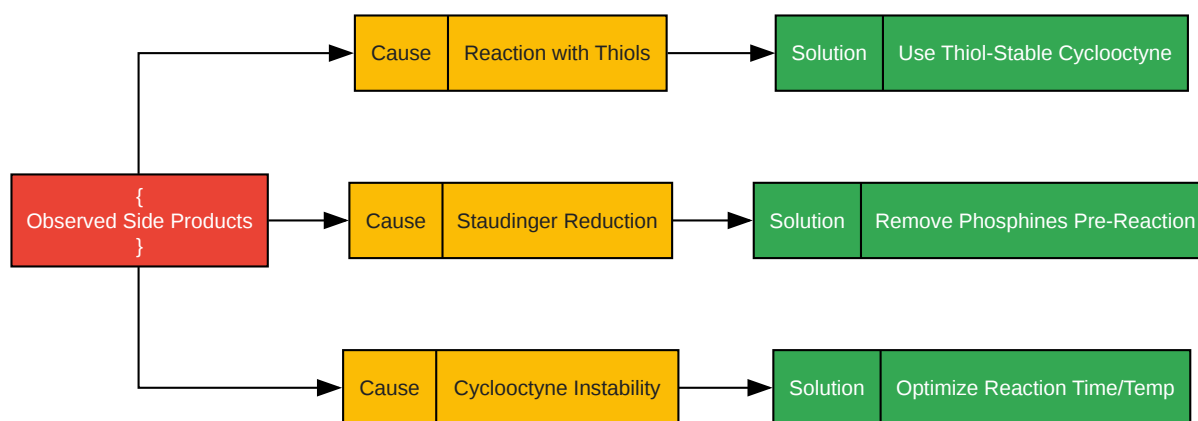 Cause Reaction with Thiols
Solution Use Thiol-Stable Cyclooctyne
{
Observed Side Products
}
Cause Staudinger Reduction
Solution Remove Phosphines Pre-Reaction
Cause Cyclooctyne Instability
Solution Optimize Reaction Time/Temp